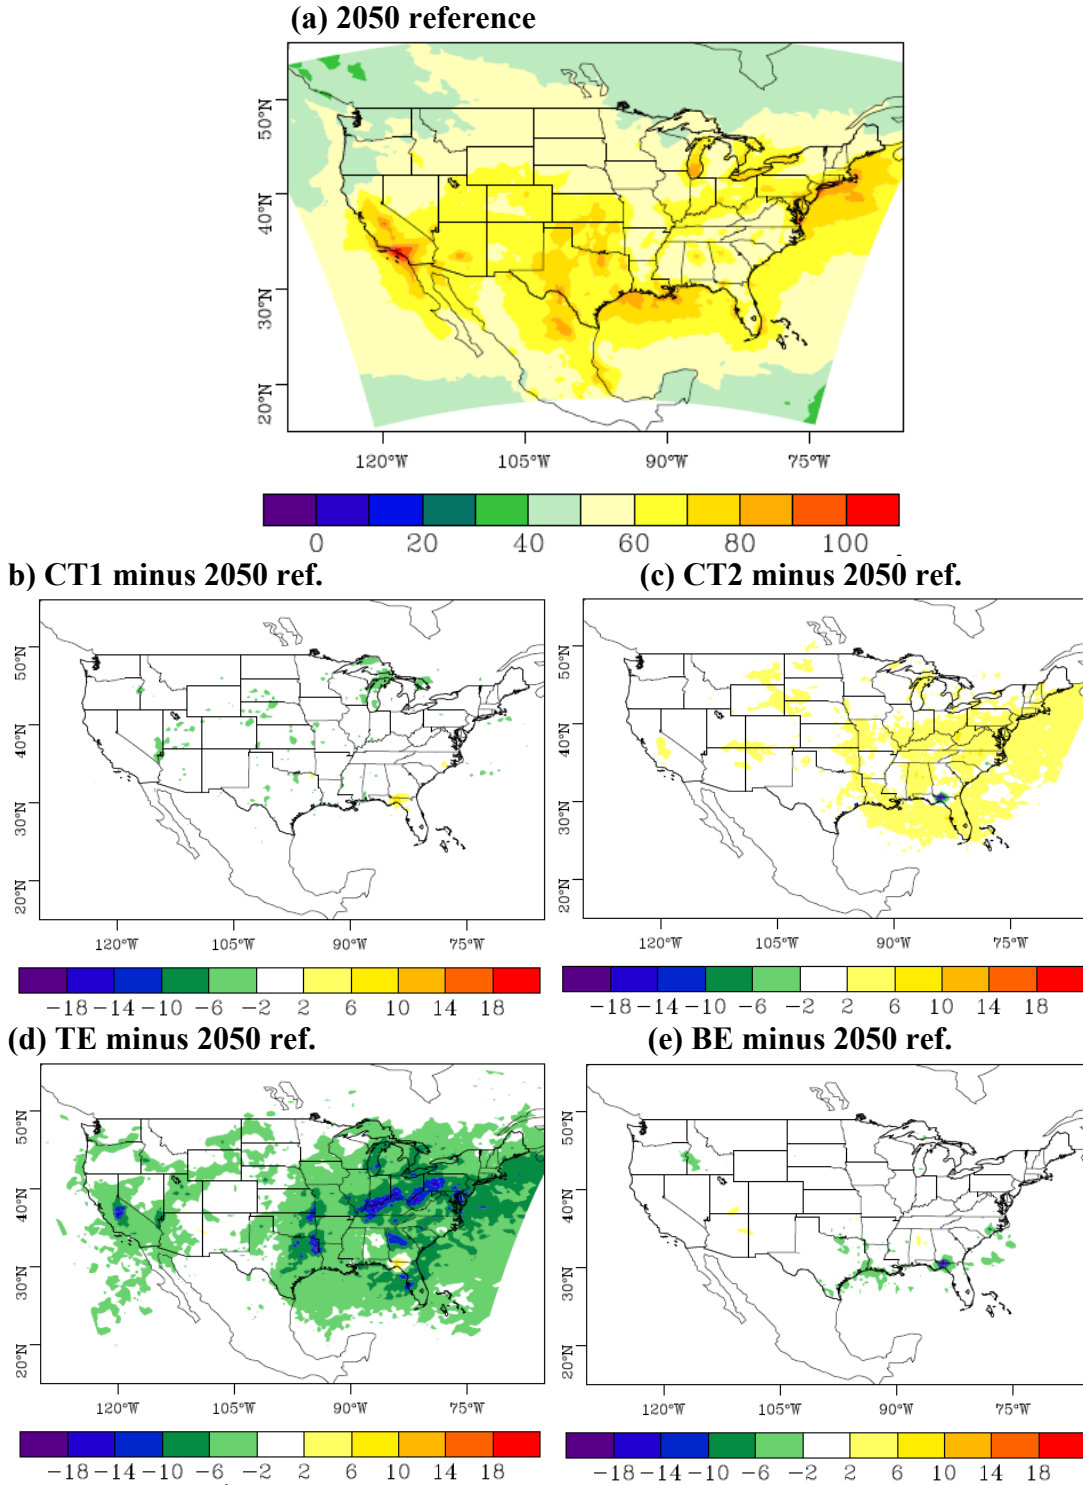 (a) 2050 reference
50°N
40°N
30°N
20°N
120°W 105°W 90°W 75°W
0 20 40 60 80 100
b) CT1 minus 2050 ref.
(c) CT2 minus 2050 ref.
50°N
40°N
30°N
20°N
120°W 105°W 90°W 75°W
-18 -14 -10 -6 -2 2 6 10 14 18
50°N
40°N
30°N
20°N
120°W 105°W 90°W 75°W
-18 -14 -10 -6 -2 2 6 10 14 18
(d) TE minus 2050 ref.
(e) BE minus 2050 ref.
50°N
40°N
30°N
20°N
120°W 105°W 90°W 75°W
-18 -14 -10 -6 -2 2 6 10 14 18
50°N
40°N
30°N
20°N
120°W 105°W 90°W 75°W
-18 -14 -10 -6 -2 2 6 10 14 18